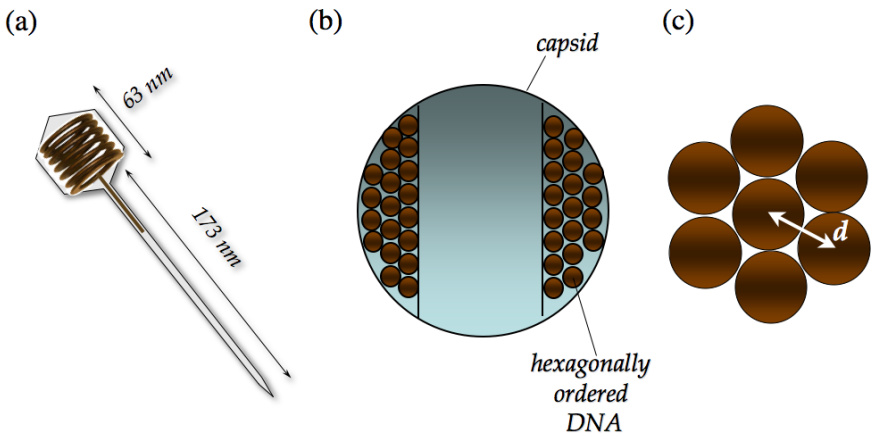 (a)
63 nm
173 nm
(b)
capsid
hexagonally
ordered
DNA
(c)
d